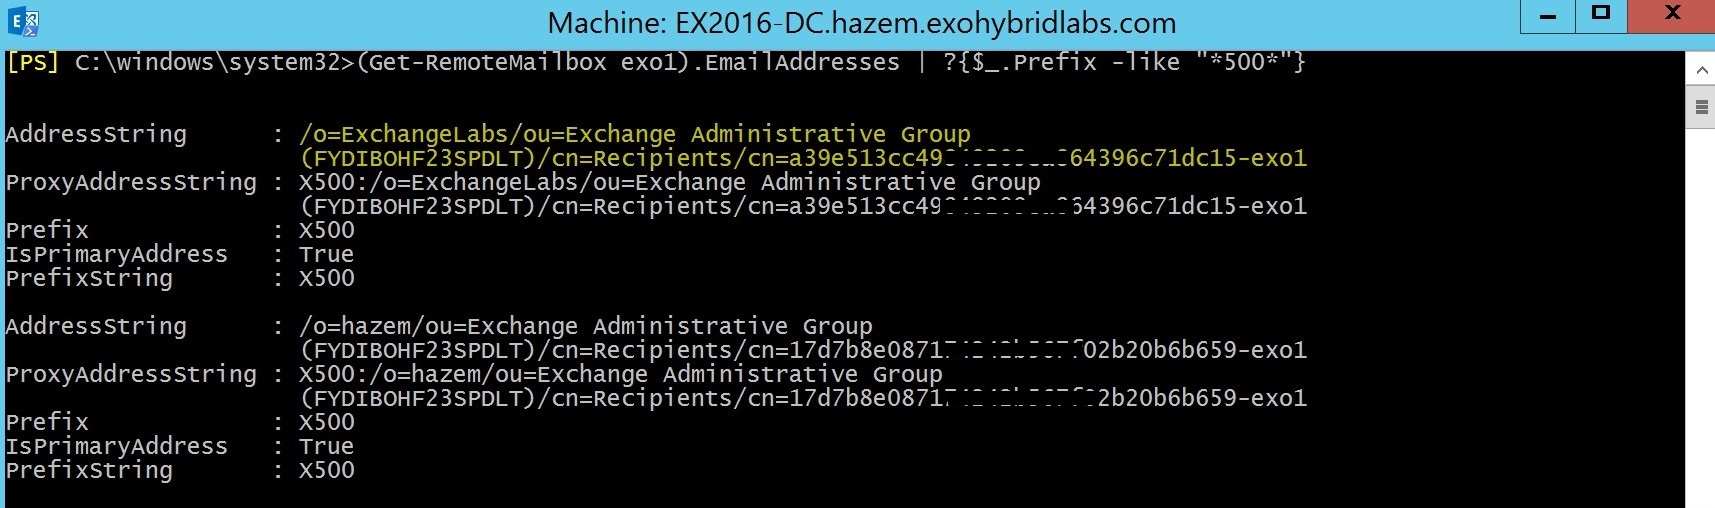 Machine: EX2016-DC.hazem.exohybridlabs.com
[PS] C:\windows\system32>(Get-RemoteMailbox exo1).EmailAddresses | ?{$_.Prefix -like "*500*"}
AddressString : /o=ExchangeLabs/ou=Exchange Administrative Group
(FYDIBOHF23SPDLT)/cn=Recipients/cn=a39e513cc49 64396c71dc15-exo1
ProxyAddressString : X500:/o=ExchangeLabs/ou=Exchange Administrative Group
(FYDIBOHF23SPDLT)/cn=Recipients/cn=a39e513cc49 64396c71dc15-exo1
Prefix : X500
IsPrimaryAddress : True
PrefixString : X500
AddressString : /o=hazem/ou=Exchange Administrative Group
(FYDIBOHF23SPDLT)/cn=Recipients/cn=17d7b8e0871 02b20b6b659-exo1
ProxyAddressString : X500:/o=hazem/ou=Exchange Administrative Group
(FYDIBOHF23SPDLT)/cn=Recipients/cn=17d7b8e0871 2b20b6b659-exo1
Prefix : X500
IsPrimaryAddress : True
PrefixString : X500